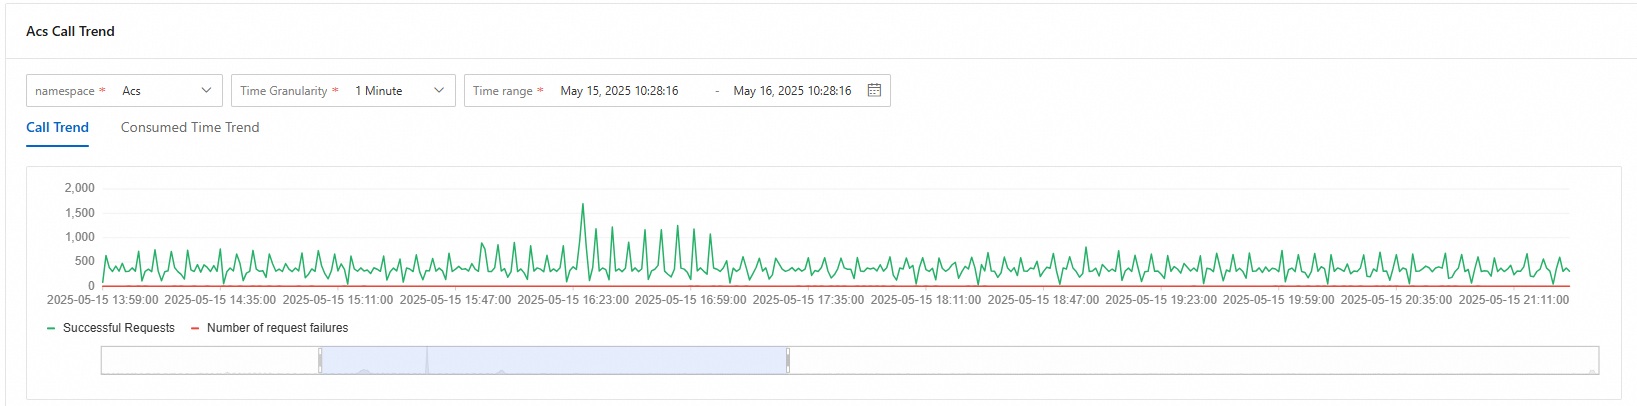 Acs Call Trend
namespace * Acs Time Granularity * 1 Minute Time range * May 15, 2025 10:28:16 - May 16, 2025 10:28:16
Call Trend Consumed Time Trend
2,000
1,500
1,000
500
0
2025-05-15 13:59:00 2025-05-15 14:35:00 2025-05-15 15:11:00 2025-05-15 15:47:00 2025-05-15 16:23:00 2025-05-15 16:59:00 2025-05-15 17:35:00 2025-05-15 18:11:00 2025-05-15 18:47:00 2025-05-15 19:23:00 2025-05-15 19:59:00 2025-05-15 20:35:00 2025-05-15 21:11:00
Successful Requests Number of request failures